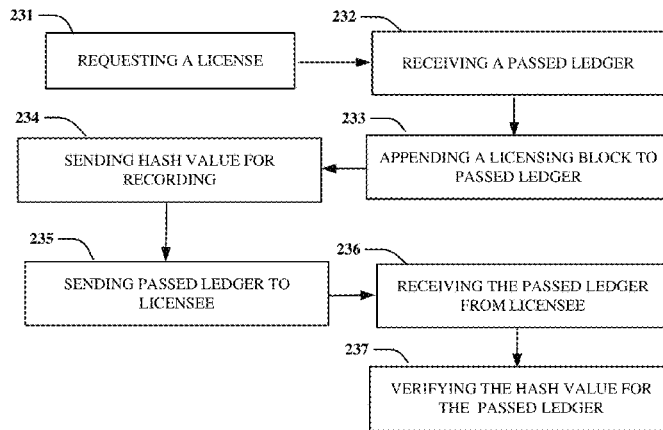 231
REQUESTING A LICENSE
232
RECEIVING A PASSED LEDGER
233
APPENDING A LICENSING BLOCK TO
PASSED LEDGER
234
SENDING HASH VALUE FOR
RECORDING
235
SENDING PASSED LEDGER TO
LICENSEE
236
RECEIVING THE PASSED LEDGER
FROM LICENSEE
237
VERIFYING THE HASH VALUE FOR
THE PASSED LEDGER